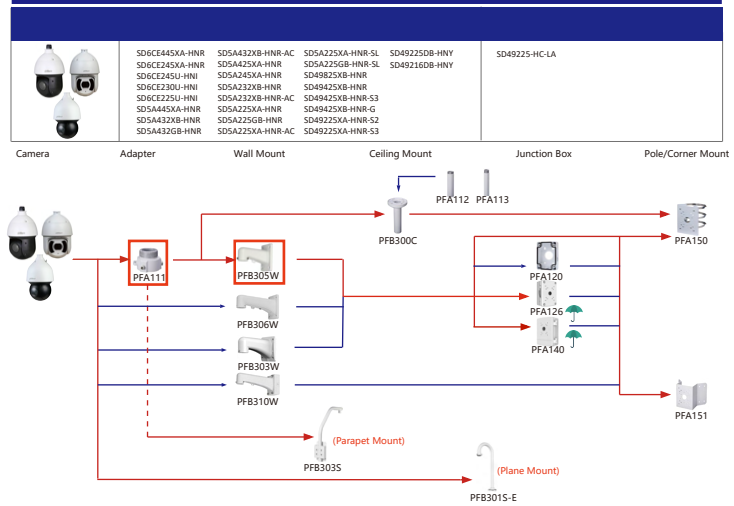 SD6CE445XA-HNR SD5A432XB-HNR-AC SD5A225XA-HNR-SL SD49225DB-HNY SD49225-HC-LA
SD6CE245XA-HNR SD5A425XA-HNR SD5A225GB-HNR-SL SD49216DB-HNY
SD6CE245U-HNI SD5A245XA-HNR SD49825XB-HNR
SD6CE230U-HNI SD5A232XB-HNR SD49425XB-HNR
SD6CE225U-HNI SD5A232XB-HNR-AC SD49425XB-HNR-S3
SD5A445XA-HNR SD5A225XA-HNR SD49425XB-HNR-G
SD5A432XB-HNR SD5A225GB-HNR SD49225XA-HNR-S2
SD5A432GB-HNR SD5A225XA-HNR-AC SD49225XA-HNR-S3
Camera Adapter Wall Mount Ceiling Mount Junction Box Pole/Corner Mount
PFA112 PFA113
PFB300C PFA150
PFA111 PFB305W PFA120
PFB306W PFA126
PFB303W PFA140
PFB310W PFA151
(Parapet Mount)
PFB303S
(Plane Mount)
PFB301S-E